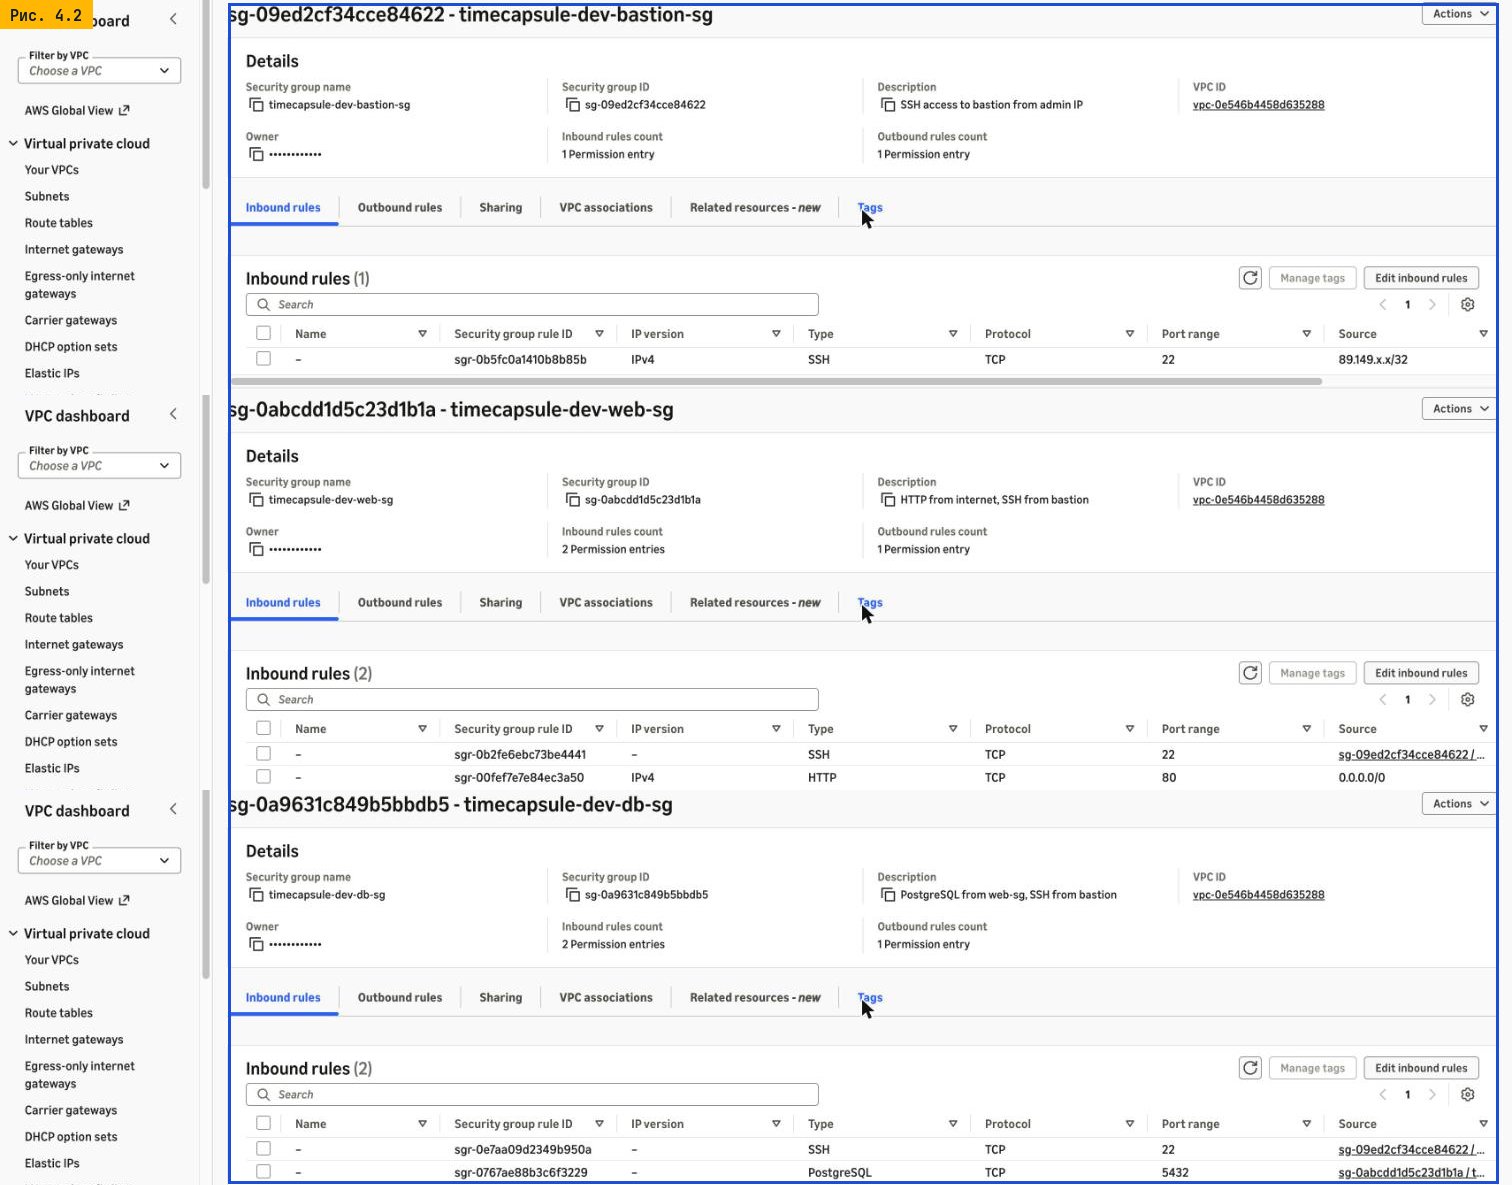 Рис. 4.2
board
Filter by VPC
Choose a VPC
AWS Global View
Virtual private cloud
Your VPCs
Subnets
Route tables
Internet gateways
Egress-only internet
gateways
Carrier gateways
DHCP option sets
Elastic IPs
sg-09ed2cf34cce84622 - timecapsule-dev-bastion-sg
Actions
Details
Security group name
timecapsule-dev-bastion-sg
Security group ID
sg-09ed2cf34cce84622
Description
SSH access to bastion from admin IP
VPC ID
vpc-0e546b4458d635288
Owner
••••••••••••
Inbound rules count
1 Permission entry
Outbound rules count
1 Permission entry
Inbound rules Outbound rules Sharing VPC associations Related resources - new Tags
Inbound rules (1)
Manage tags
Edit inbound rules
Search
1
Name Security group rule ID IP version Type Protocol Port range Source
– sgr-0b5fc0a1410b8b85b IPv4 SSH TCP 22 89.149.x.x/32
VPC dashboard
Filter by VPC
Choose a VPC
AWS Global View
Virtual private cloud
Your VPCs
Subnets
Route tables
Internet gateways
Egress-only internet
gateways
Carrier gateways
DHCP option sets
Elastic IPs
sg-0abcdd1d5c23d1b1a - timecapsule-dev-web-sg
Actions
Details
Security group name
timecapsule-dev-web-sg
Security group ID
sg-0abcdd1d5c23d1b1a
Description
HTTP from internet, SSH from bastion
VPC ID
vpc-0e546b4458d635288
Owner
••••••••••••
Inbound rules count
2 Permission entries
Outbound rules count
1 Permission entry
Inbound rules Outbound rules Sharing VPC associations Related resources - new Tags
Inbound rules (2)
Manage tags
Edit inbound rules
Search
1
Name Security group rule ID IP version Type Protocol Port range Source
– sgr-0b2fe6ebc73be4441 – SSH TCP 22 sg-09ed2cf34cce84622 / ...
– sgr-00fef7e7e84ec3a50 IPv4 HTTP TCP 80 0.0.0.0/0
VPC dashboard
Filter by VPC
Choose a VPC
AWS Global View
Virtual private cloud
Your VPCs
Subnets
Route tables
Internet gateways
Egress-only internet
gateways
Carrier gateways
DHCP option sets
Elastic IPs
sg-0a9631c849b5bbdb5 - timecapsule-dev-db-sg
Actions
Details
Security group name
timecapsule-dev-db-sg
Security group ID
sg-0a9631c849b5bbdb5
Description
PostgreSQL from web-sg, SSH from bastion
VPC ID
vpc-0e546b4458d635288
Owner
••••••••••••
Inbound rules count
2 Permission entries
Outbound rules count
1 Permission entry
Inbound rules Outbound rules Sharing VPC associations Related resources - new Tags
Inbound rules (2)
Manage tags
Edit inbound rules
Search
1
Name Security group rule ID IP version Type Protocol Port range Source
– sgr-0e7aa09d2349b950a – SSH TCP 22 sg-09ed2cf34cce84622 / ...
– sgr-0767ae88b3c6f3229 – PostgreSQL TCP 5432 sg-0abcdd1d5c23d1b1a / t...